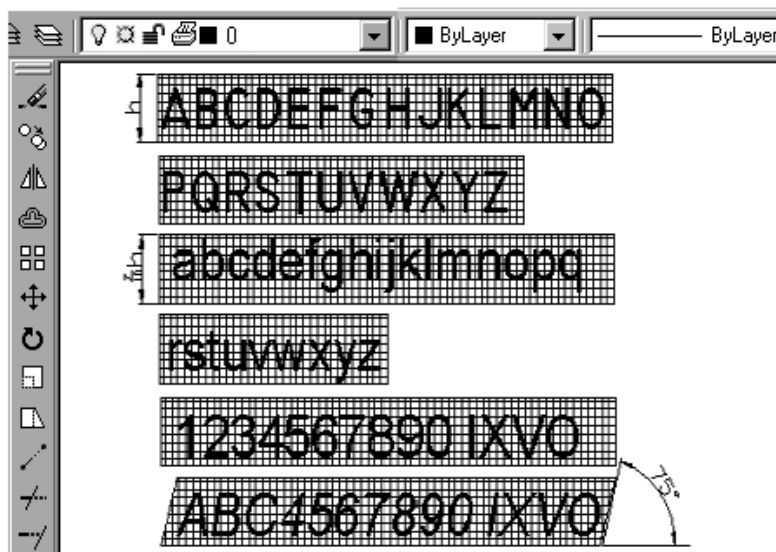 0 ByLayer ByLayer
h ABCDEFGHJKLMNO
PQRSTUVWXYZ
h abcdefghijklmnopq
rstuvwxyz
1234567890 IXVO
ABC4567890 IXVO 75°